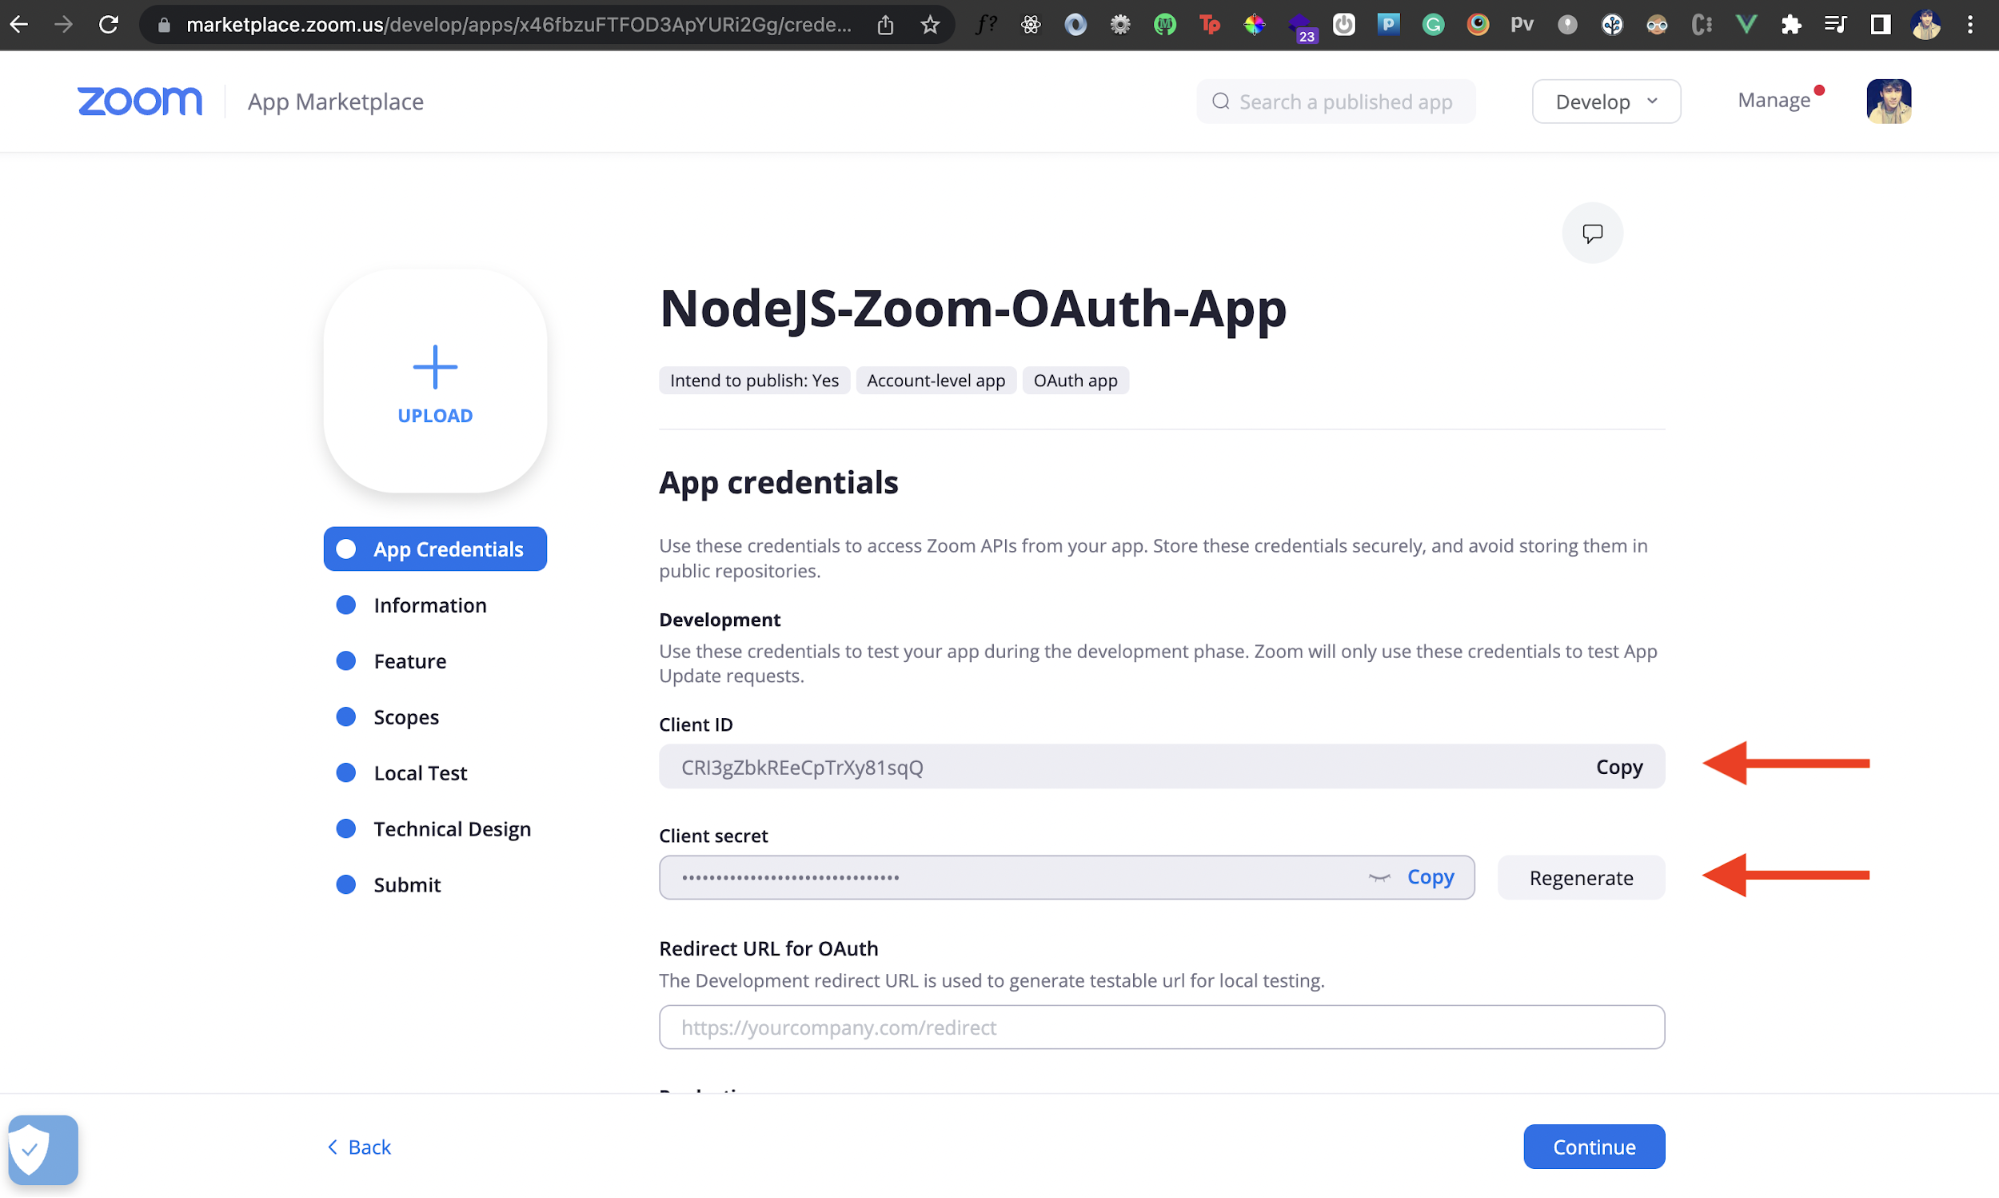 marketplace.zoom.us/develop/apps/x46fbzuFTFOD3ApYURi2Gg/crede...
f?
Tp
23
P
G
Pv
zoom
App Marketplace
Search a published app
Develop
Manage
NodeJS-Zoom-OAuth-App
UPLOAD
Intend to publish: Yes
Account-level app
OAuth app
App credentials
Use these credentials to access Zoom APIs from your app. Store these credentials securely, and avoid storing them in
public repositories.
App Credentials
Information
Feature
Scopes
Local Test
Technical Design
Submit
Development
Use these credentials to test your app during the development phase. Zoom will only use these credentials to test App
Update requests.
Client ID
CRI3gZbkREeCpTrXy81sqQ
Copy
Client secret
••••••••••••••••••••••••••••••••
Copy
Regenerate
Redirect URL for OAuth
The Development redirect URL is used to generate testable url for local testing.
https://yourcompany.com/redirect
Back
Continue